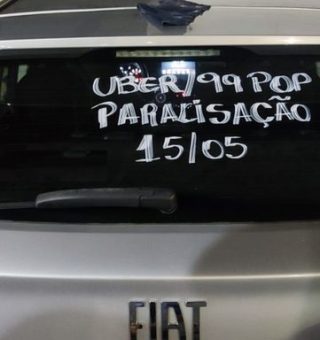 UBER/99 POP
PARALISAÇÃO
15/05
FIAT